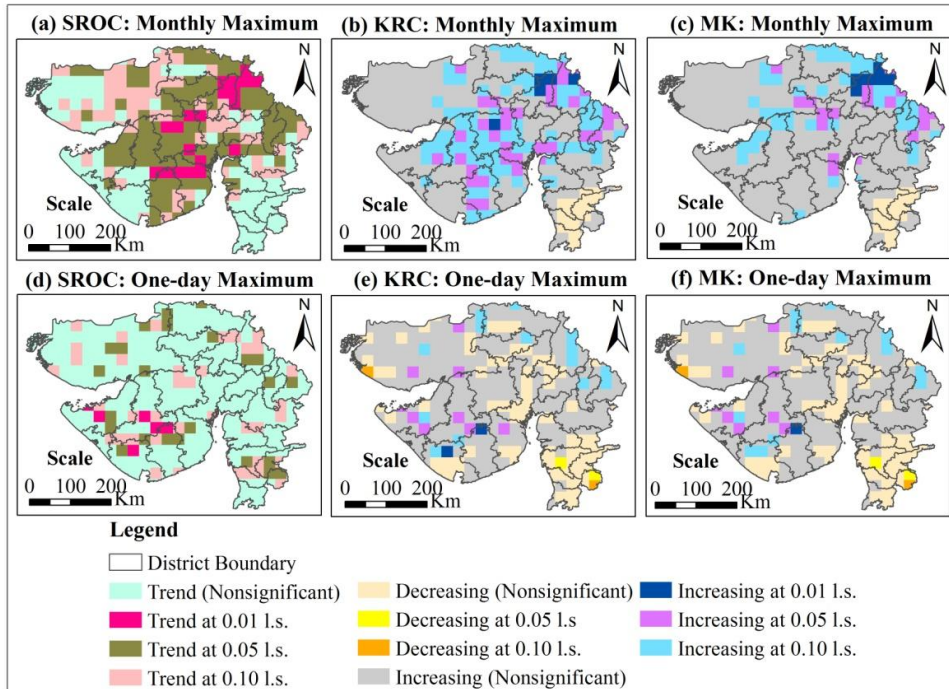 (a) SROC: Monthly Maximum
(b) KRC: Monthly Maximum
(c) MK: Monthly Maximum
N
N
N
Scale
0 100 200
Km
Scale
0 100 200
Km
Scale
0 100 200
Km
(d) SROC: One-day Maximum
(e) KRC: One-day Maximum
(f) MK: One-day Maximum
N
N
N
Scale
0 100 200
Km
Scale
0 100 200
Km
Scale
0 100 200
Km
Legend
District Boundary
Trend (Nonsignificant)
Trend at 0.01 l.s.
Trend at 0.05 l.s.
Trend at 0.10 l.s.
Decreasing (Nonsignificant)
Decreasing at 0.05 l.s
Decreasing at 0.10 l.s.
Increasing (Nonsignificant)
Increasing at 0.01 l.s.
Increasing at 0.05 l.s.
Increasing at 0.10 l.s.